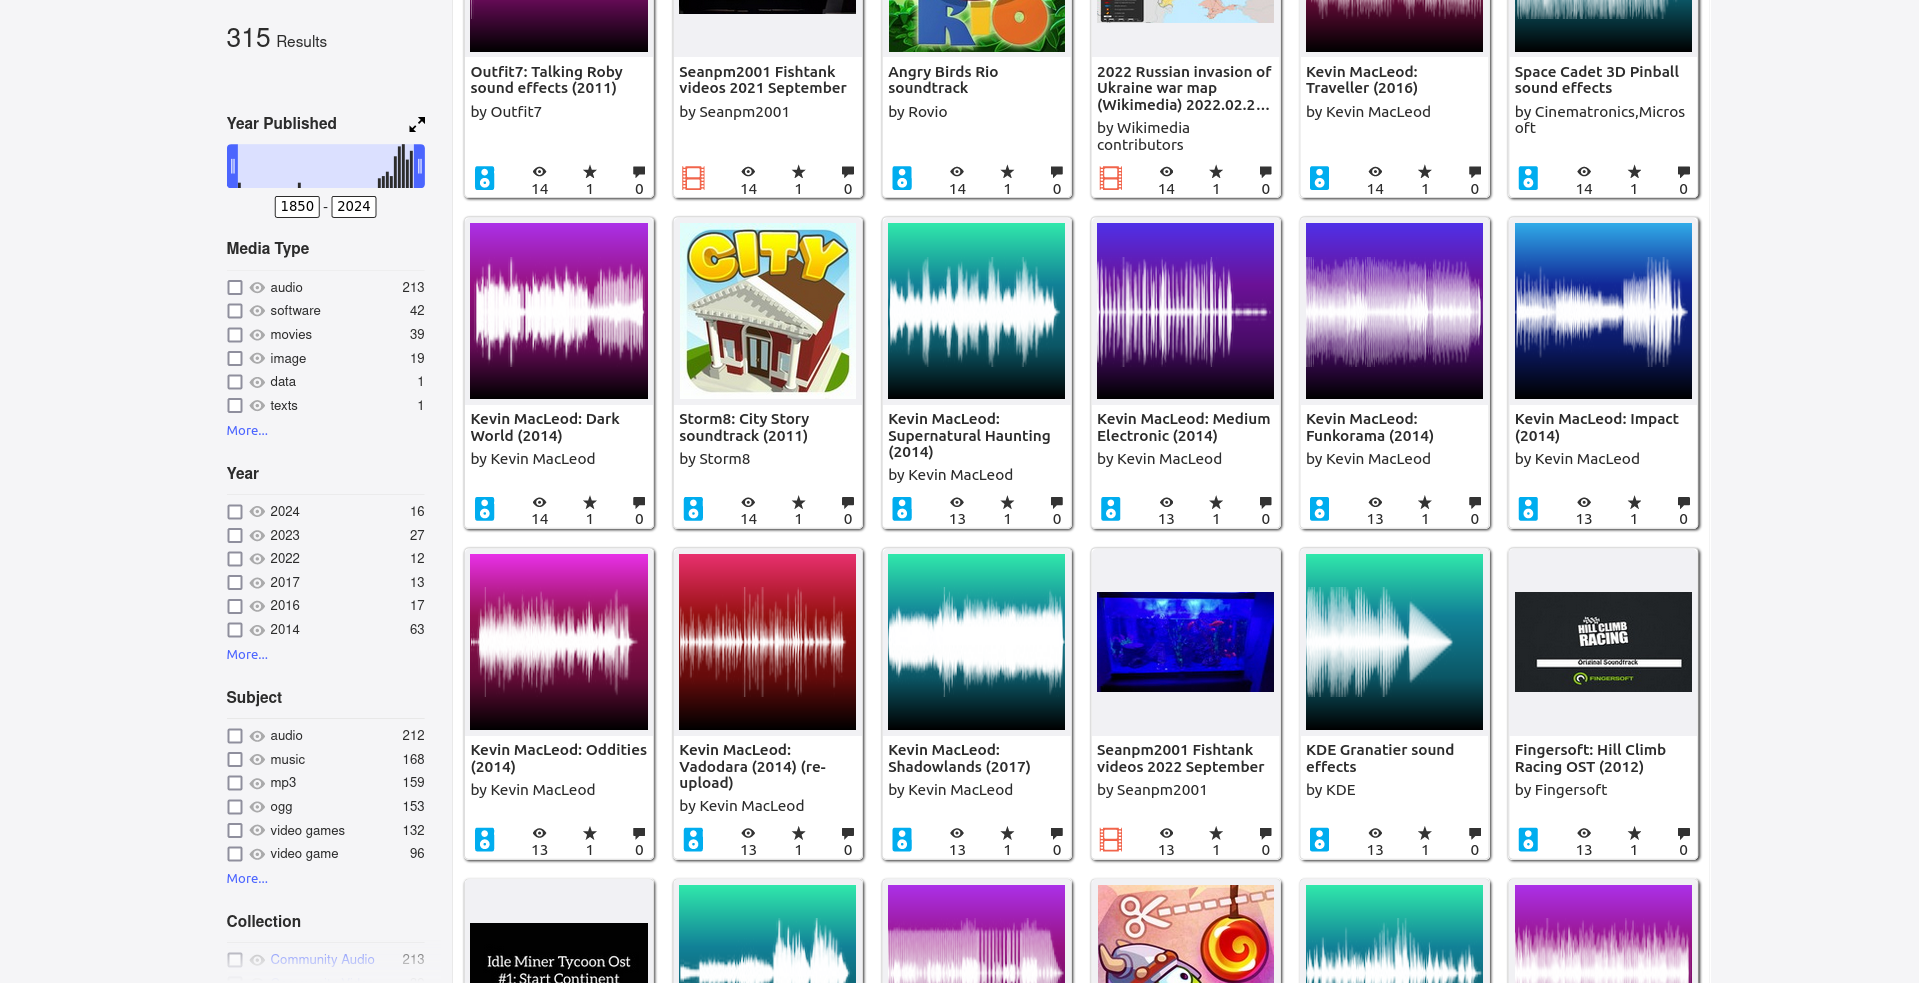 315 Results
Year Published
1850 - 2024
Media Type
audio 213
software 42
movies 39
image 19
data 1
texts 1
More...
Year
2024 16
2023 27
2022 12
2017 13
2016 17
2014 63
More...
Subject
audio 212
music 168
mp3 159
ogg 153
video games 132
video game 96
More...
Collection
Community Audio 213
Outfit7: Talking Roby
sound effects (2011)
by Outfit7
14 1 0
Seanpm2001 Fishtank
videos 2021 September
by Seanpm2001
14 1 0
RIO
Angry Birds Rio
soundtrack
by Rovio
14 1 0
2022 Russian invasion of
Ukraine war map
(Wikimedia) 2022.02.2...
by Wikimedia
contributors
14 1 0
Kevin MacLeod:
Traveller (2016)
by Kevin MacLeod
14 1 0
Space Cadet 3D Pinball
sound effects
by Cinematronics,Micros
oft
14 1 0
Kevin MacLeod: Dark
World (2014)
by Kevin MacLeod
14 1 0
CITY
Storm8: City Story
soundtrack (2011)
by Storm8
14 1 0
Kevin MacLeod:
Supernatural Haunting
(2014)
by Kevin MacLeod
13 1 0
Kevin MacLeod: Medium
Electronic (2014)
by Kevin MacLeod
13 1 0
Kevin MacLeod:
Funkorama (2014)
by Kevin MacLeod
13 1 0
Kevin MacLeod: Impact
(2014)
by Kevin MacLeod
13 1 0
Kevin MacLeod: Oddities
(2014)
by Kevin MacLeod
13 1 0
Kevin MacLeod:
Vadodara (2014) (re-
upload)
by Kevin MacLeod
13 1 0
Kevin MacLeod:
Shadowlands (2017)
by Kevin MacLeod
13 1 0
Seanpm2001 Fishtank
videos 2022 September
by Seanpm2001
13 1 0
KDE Granatier sound
effects
by KDE
13 1 0
HILL CLIMB
RACING
Original Soundtrack
FINGERSOFT
Fingersoft: Hill Climb
Racing OST (2012)
by Fingersoft
13 1 0
Idle Miner Tycoon Ost
#1: Start Continent